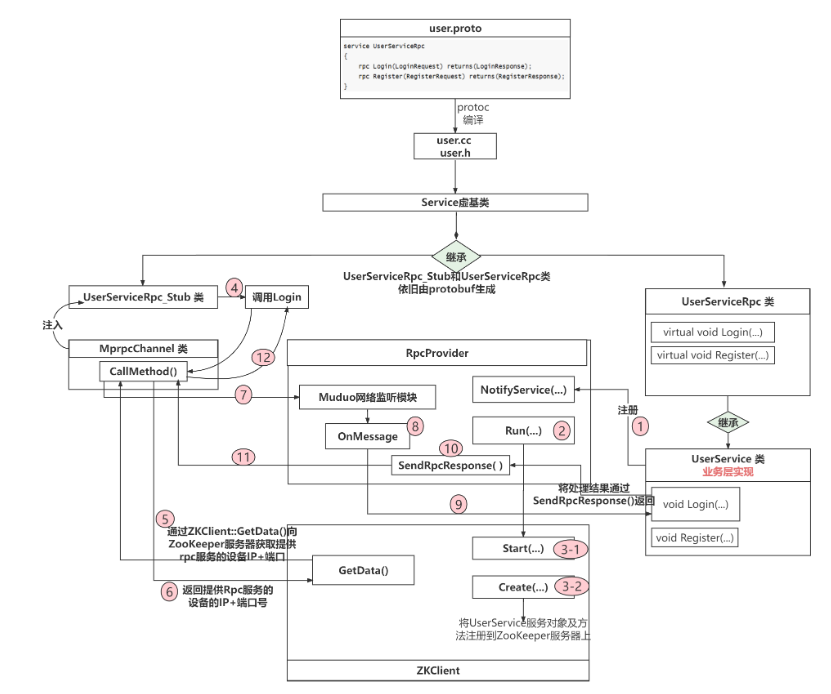 user.proto
service UserServiceRpc
{
rpc Login(LoginRequest) returns(LoginResponse);
rpc Register(RegisterRequest) returns(RegisterResponse);
}
protoc
编译
user.cc
user.h
Service虚基类
继承
UserServiceRpc_Stub和UserServiceRpc类
依旧由protobuf生成
UserServiceRpc_Stub 类
4
调用Login
注入
MprpcChannel 类
CallMethod()
12
7
RpcProvider
Muduo网络监听模块
8
OnMessage
NotifyService(...)
Run(...)
2
10
SendRpcResponse( )
11
9
注册
1
UserServiceRpc 类
virtual void Login(...)
virtual void Register(...)
继承
UserService 类
业务层实现
void Login(...)
void Register(...)
将处理结果通过
SendRpcResponse()返回
5
通过ZKClient::GetData()向
ZooKeeper服务器获取提供
rpc服务的设备IP+端口
6
返回提供Rpc服务的
设备的IP+端口号
GetData()
Start(...)
3-1
Create(...)
3-2
将UserService服务对象及方
法注册到ZooKeeper服务器上
ZKClient